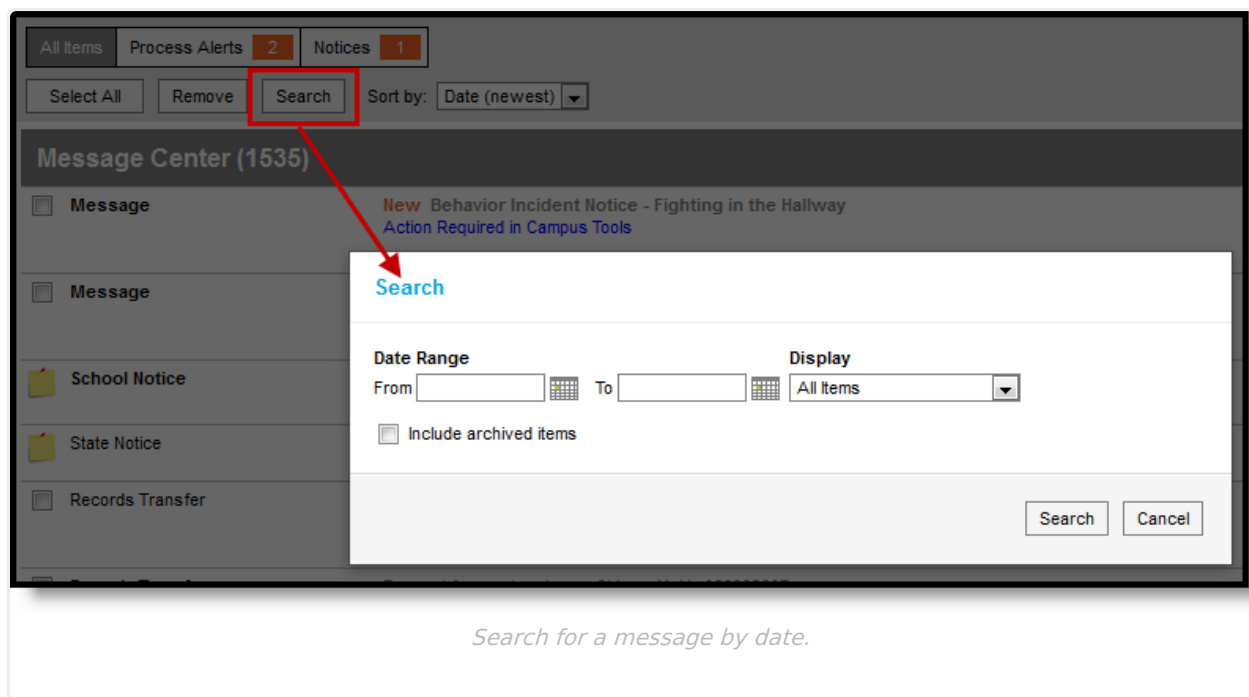 All Items Process Alerts 2 Notices 1
Select All Remove Search Sort by: Date (newest)
Message Center (1535)
Message New Behavior Incident Notice - Fighting in the Hallway
Action Required in Campus Tools
Message
Search
School Notice
Date Range Display
From To All Items
State Notice
Include archived items
Records Transfer
Search Cancel
Search for a message by date.